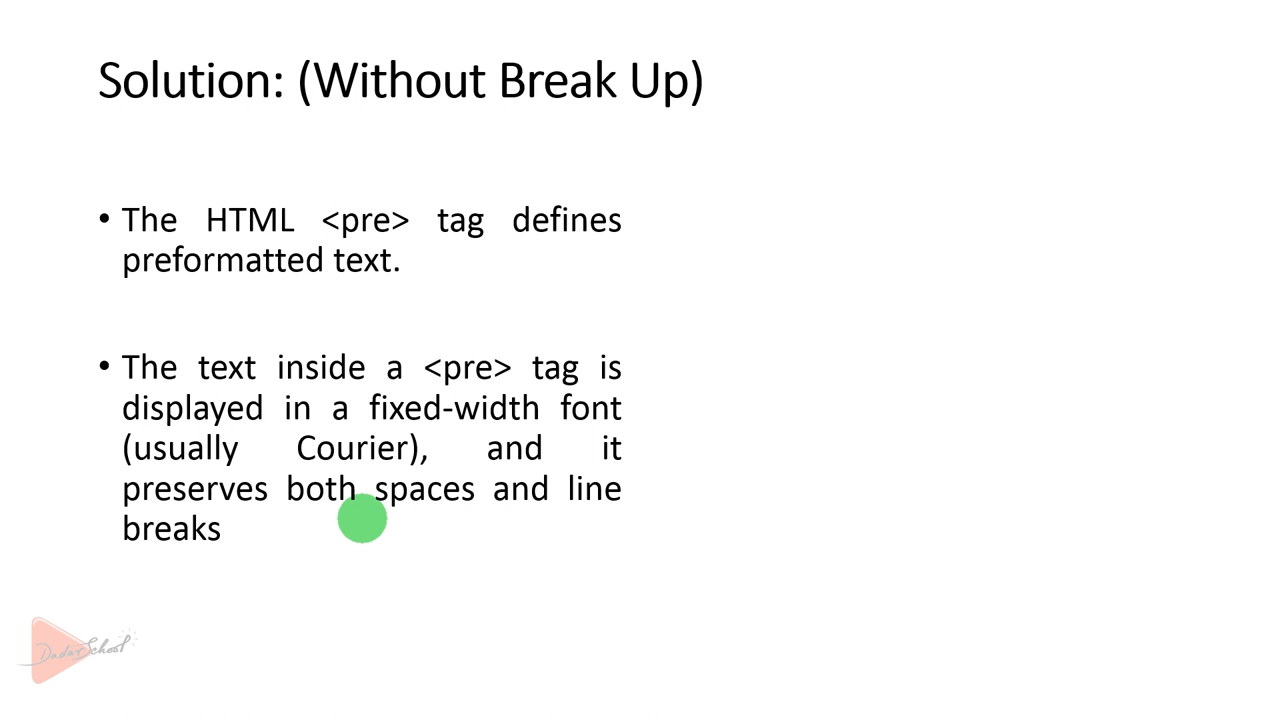 Solution: (Without Break Up)
• The HTML <pre> tag defines
preformatted text.
• The text inside a <pre> tag is
displayed in a fixed-width font
(usually Courier), and it
preserves both spaces and line
breaks
DadarSchool